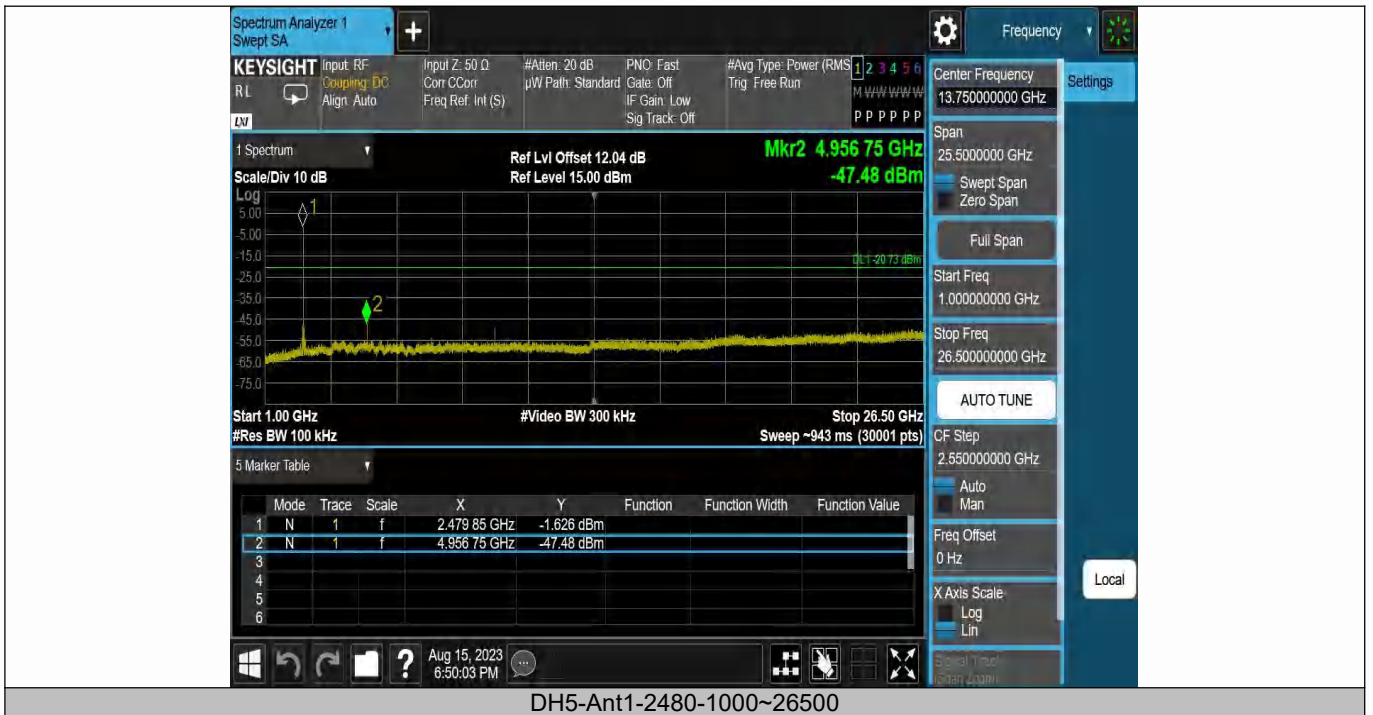 Spectrum Analyzer 1
Swept SA
+
Frequency
KEYSIGHT
RL
LXI
Input: RF
Coupling: DC
Align: Auto
Input Z: 50 Ω
Corr CCorr
Freq Ref: Int (S)
#Atten: 20 dB
µW Path: Standard
PNO: Fast
Gate: Off
IF Gain: Low
Sig Track: Off
#Avg Type: Power (RMS
Trig: Free Run
1 2 3 4 5 6
M W W W W W
P P P P P P
1 Spectrum
Scale/Div 10 dB
Ref Lvl Offset 12.04 dB
Ref Level 15.00 dBm
Mkr2 4.956 75 GHz
-47.48 dBm
Log
5.00
-5.00
-15.0
-25.0
-35.0
-45.0
-55.0
-65.0
-75.0
1
2
DL1 -20.73 dBm
Start 1.00 GHz
#Video BW 300 kHz
Stop 26.50 GHz
#Res BW 100 kHz
Sweep ~943 ms (30001 pts)
5 Marker Table
Mode Trace Scale X Y Function Function Width Function Value
1 N 1 f 2.479 85 GHz -1.626 dBm
2 N 1 f 4.956 75 GHz -47.48 dBm
3
4
5
6
Center Frequency
13.750000000 GHz
Settings
Span
25.5000000 GHz
Swept Span
Zero Span
Full Span
Start Freq
1.000000000 GHz
Stop Freq
26.500000000 GHz
AUTO TUNE
CF Step
2.550000000 GHz
Auto
Man
Freq Offset
0 Hz
Local
X Axis Scale
Log
Lin
Signal Track
(Span Zoom)
?
Aug 15, 2023
6:50:03 PM
DH5-Ant1-2480-1000~26500